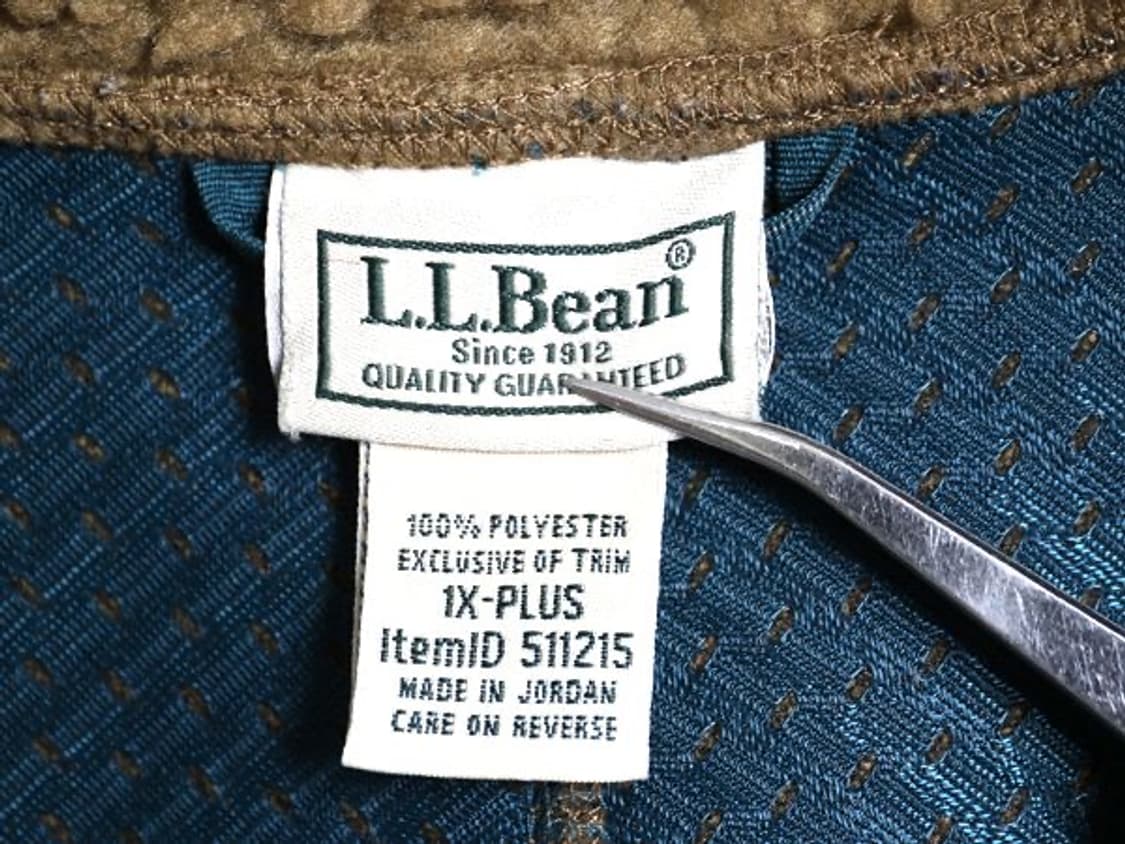 L.L.Bean®
Since 1912
QUALITY GUARANTEED
100% POLYESTER
EXCLUSIVE OF TRIM
1X-PLUS
ItemID 511215
MADE IN JORDAN
CARE ON REVERSE